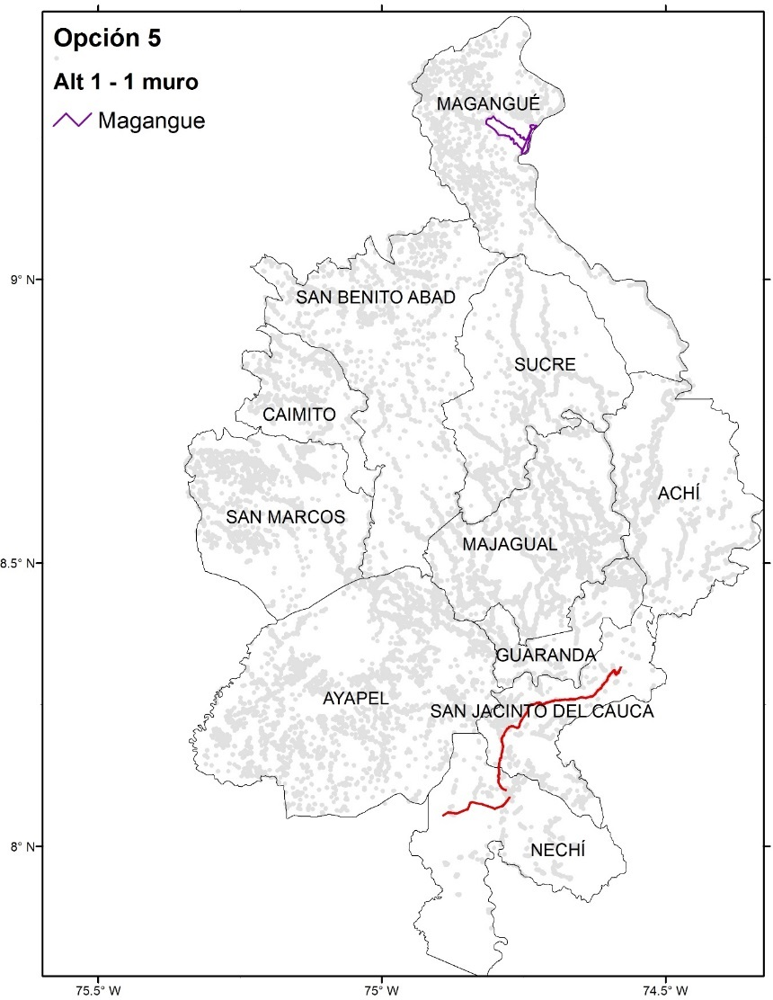 Opción 5
Alt 1 - 1 muro
Magangue
MAGANGUÉ
9° N
SAN BENITO ABAD
SUCRE
CAIMITO
ACHÍ
SAN MARCOS
MAJAGUAL
8.5° N
GUARANDA
AYAPEL
SAN JACINTO DEL CAUCA
8° N
NECHÍ
75.5° W
75° W
74.5° W